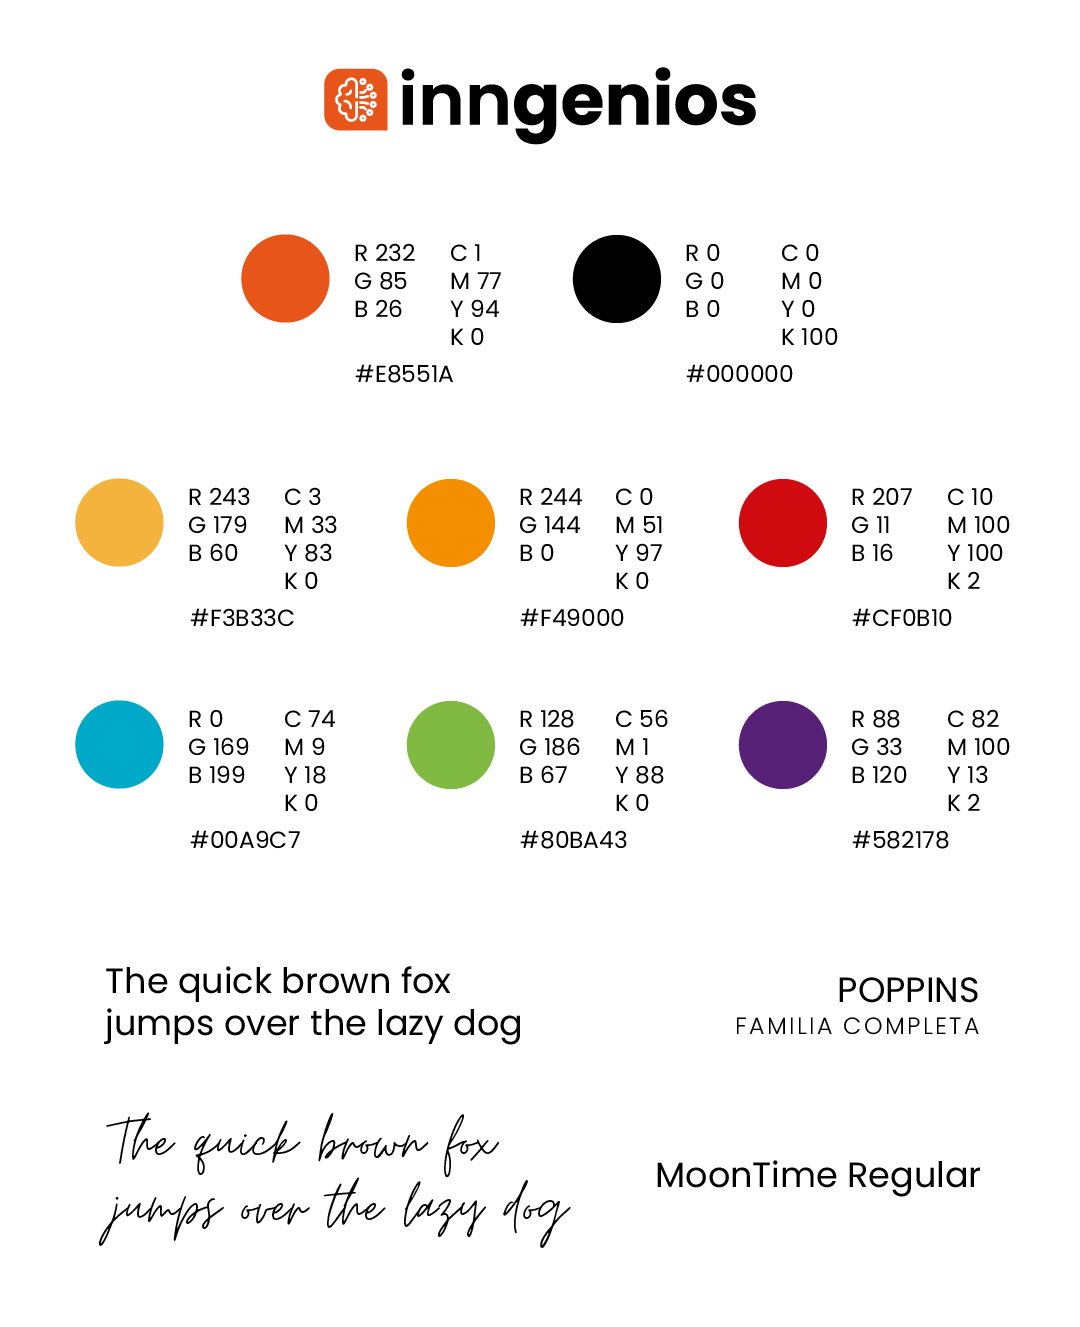 inngenios
R 232 C 1
G 85 M 77
B 26 Y 94
K 0
#E8551A
R 0 C 0
G 0 M 0
B 0 Y 0
K 100
#000000
R 243 C 3
G 179 M 33
B 60 Y 83
K 0
#F3B33C
R 244 C 0
G 144 M 51
B 0 Y 97
K 0
#F49000
R 207 C 10
G 11 M 100
B 16 Y 100
K 2
#CF0B10
R 0 C 74
G 169 M 9
B 199 Y 18
K 0
#00A9C7
R 128 C 56
G 186 M 1
B 67 Y 88
K 0
#80BA43
R 88 C 82
G 33 M 100
B 120 Y 13
K 2
#582178
The quick brown fox
jumps over the lazy dog
POPPINS
FAMILIA COMPLETA
The quick brown fox
jumps over the lazy dog
MoonTime Regular